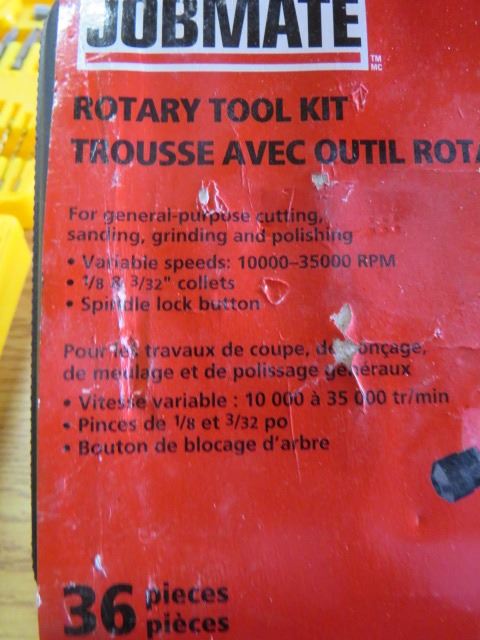 JOBMATE
TM
MC
ROTARY TOOL KIT
TROUSSE AVEC OUTIL ROTA
For general-purpose cutting,
sanding, grinding and polishing
• Variable speeds: 10000–35000 RPM
• 1/8 & 3/32" collets
• Spindle lock button
Pour les travaux de coupe, de ponçage,
de meulage et de polissage généraux
• Vitesse variable : 10 000 à 35 000 tr/min
• Pinces de 1/8 et 3/32 po
• Bouton de blocage d'arbre
36 pieces
pièces